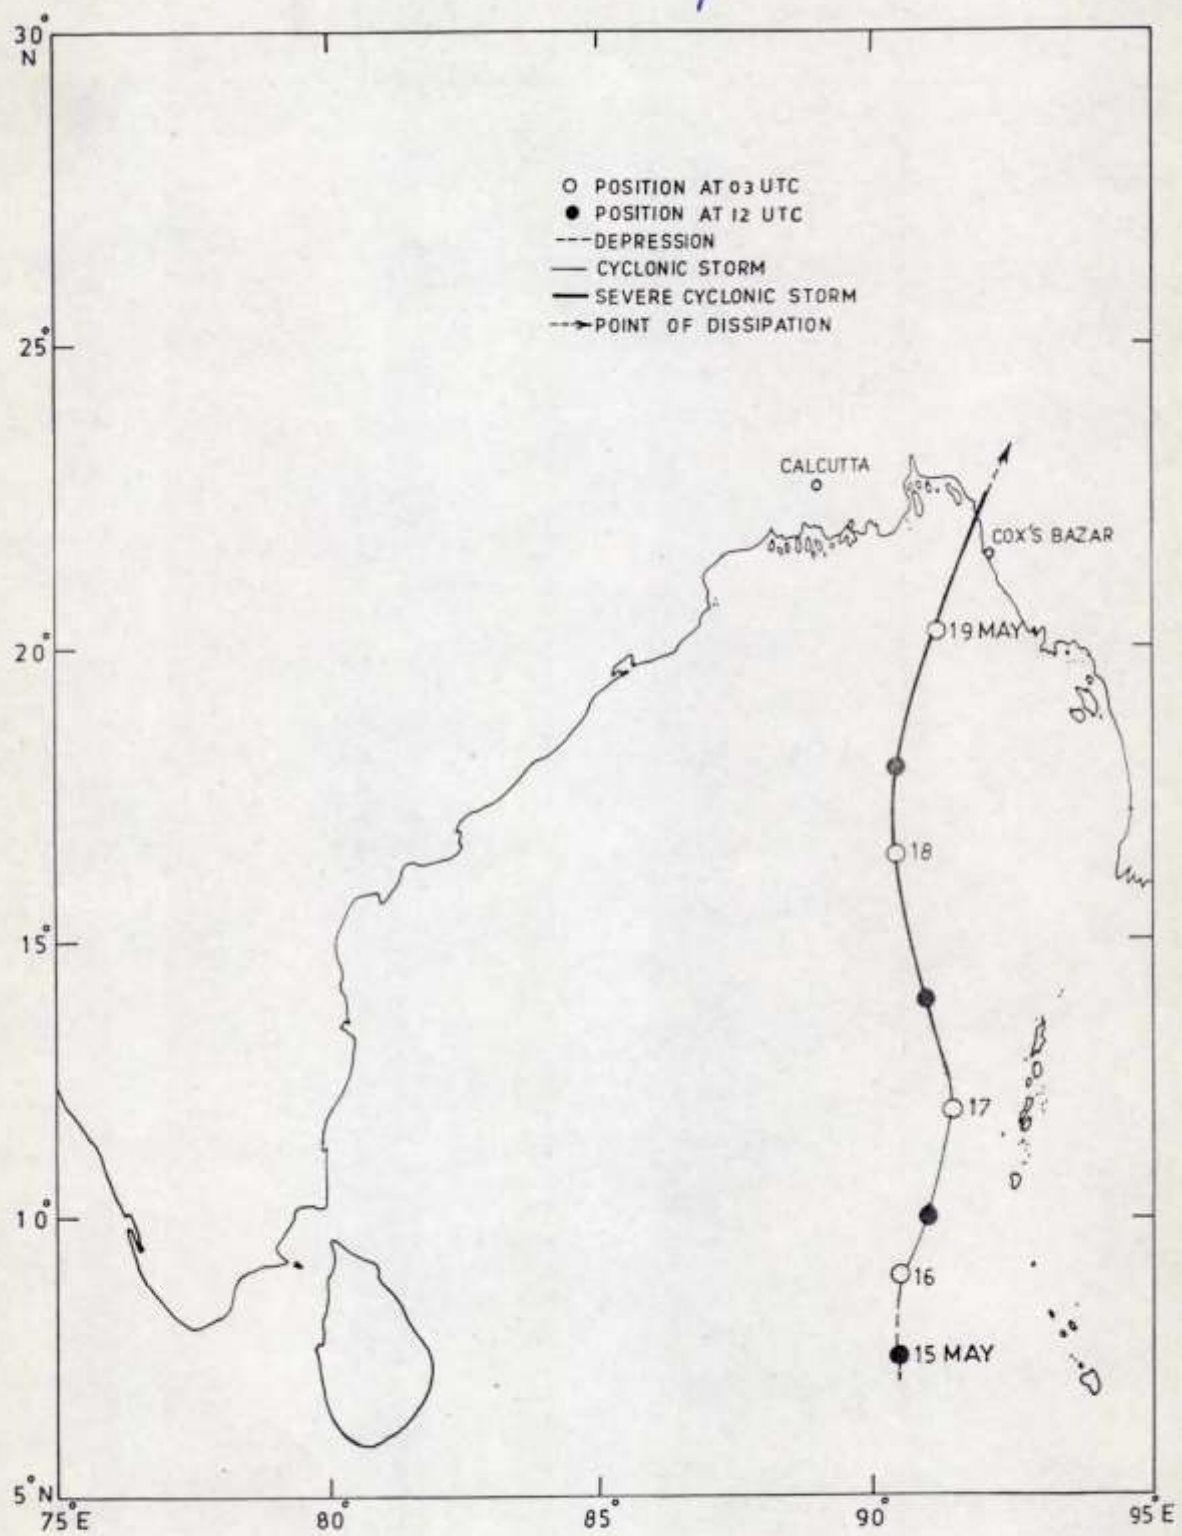 30°
N
○ POSITION AT 03 UTC
● POSITION AT 12 UTC
--- DEPRESSION
— CYCLONIC STORM
— SEVERE CYCLONIC STORM
---➤ POINT OF DISSIPATION
25°
CALCUTTA
COX'S BAZAR
20°
19 MAY
18
15°
17
10°
16
15 MAY
5°N
75°E
80°
85°
90°
95°E